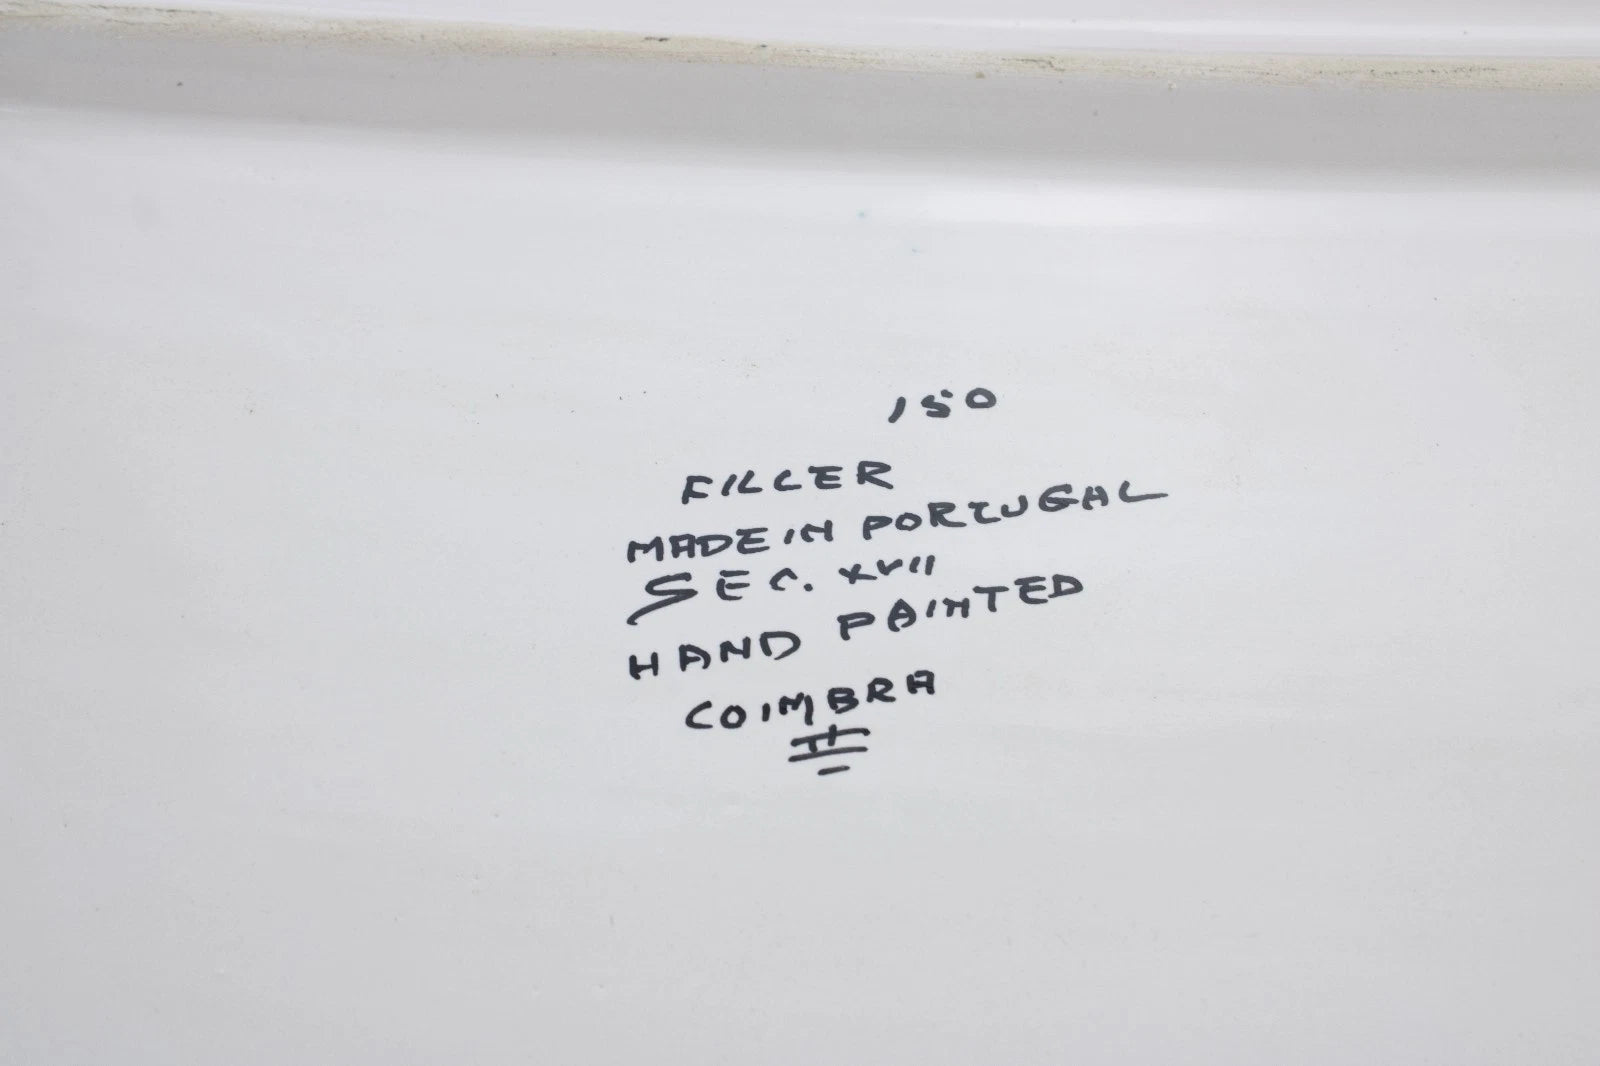 150
FILLER
MADE IN PORTUGAL
SEC. XVII
HAND PAINTED
COIMBRA